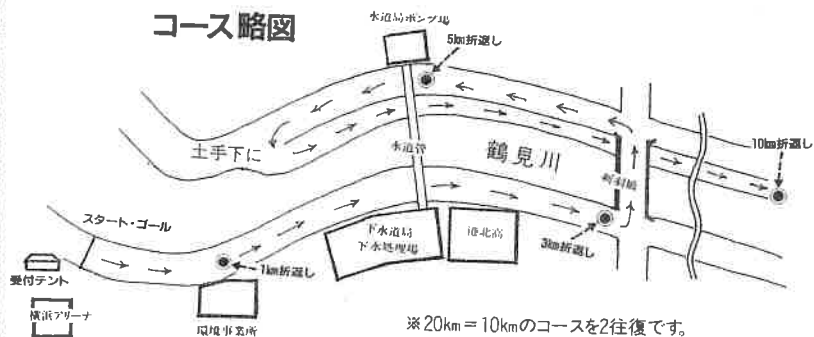 コース略図
水道局ポンプ場
5km折返し
10km折返し
土手下に
水道管
鶴見川
新羽橋
スタート・ゴール
下水道局
下水処理場
港北高
3km折返し
1km折返し
受付テント
横浜アリーナ
環境事業所
※20km=10kmのコースを2往復です。